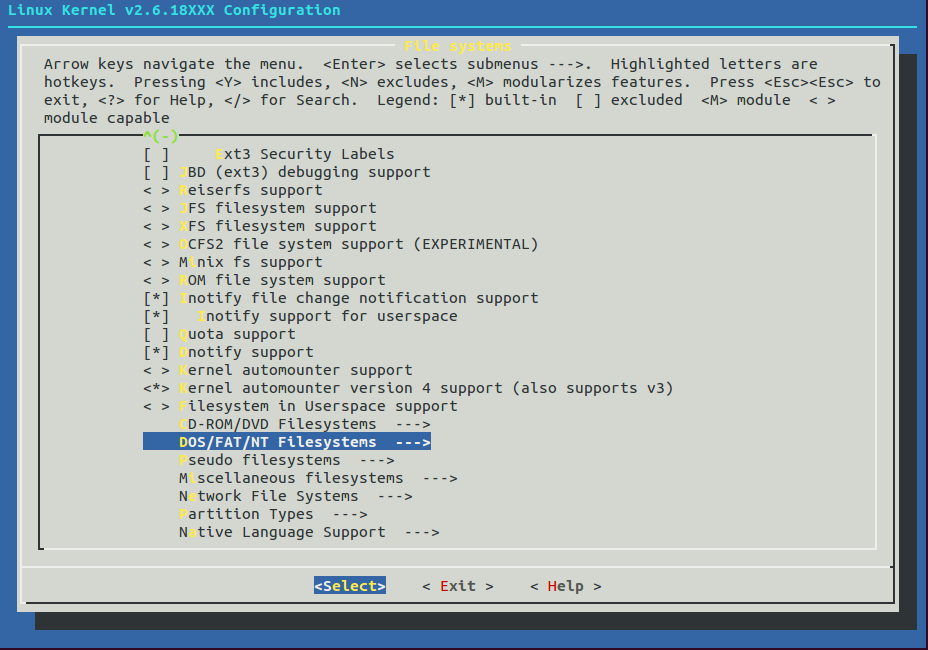 Linux Kernel v2.6.18XXX Configuration
File systems
Arrow keys navigate the menu.  <Enter> selects submenus --->.  Highlighted letters are
hotkeys.  Pressing <Y> includes, <N> excludes, <M> modularizes features.  Press <Esc><Esc> to
exit, <?> for Help, </> for Search.  Legend: [*] built-in  [ ] excluded  <M> module  < >
module capable
^(-)
[ ]     Ext3 Security Labels
[ ] JBD (ext3) debugging support
< > Reiserfs support
< > JFS filesystem support
< > XFS filesystem support
< > OCFS2 file system support (EXPERIMENTAL)
< > Minix fs support
< > ROM file system support
[*] Inotify file change notification support
[*]   Inotify support for userspace
[ ] Quota support
[*] Dnotify support
< > Kernel automounter support
<*> Kernel automounter version 4 support (also supports v3)
< > Filesystem in Userspace support
CD-ROM/DVD Filesystems  --->
DOS/FAT/NT Filesystems  --->
Pseudo filesystems  --->
Miscellaneous filesystems  --->
Network File Systems  --->
Partition Types  --->
Native Language Support  --->
<Select>    < Exit >    < Help >